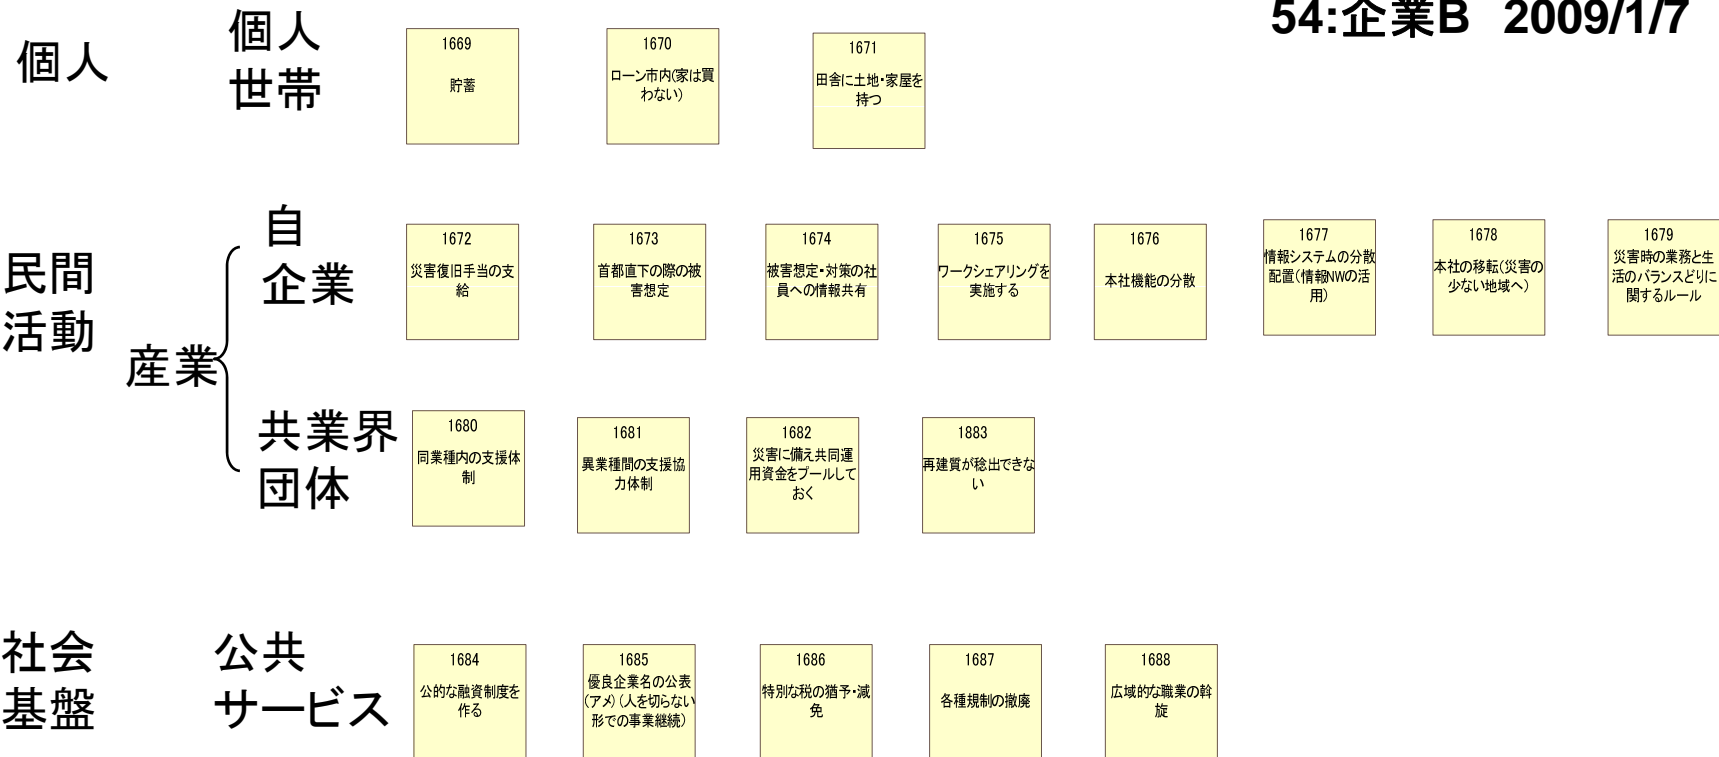 54:企業B 2009/1/7
個人
個人
世帯
1669
貯蓄
1670
ローン市内(家は買
わない)
1671
田舎に土地・家屋を
持つ
民間
活動
産業
自
企業
1672
災害復旧手当の支
給
1673
首都直下の際の被
害想定
1674
被害想定・対策の社
員への情報共有
1675
ワークシェアリングを
実施する
1676
本社機能の分散
1677
情報システムの分散
配置(情報NWの活
用)
1678
本社の移転(災害の
少ない地域へ)
1679
災害時の業務と生
活のバランスどりに
関するルール
共業界
団体
1680
同業種内の支援体
制
1681
異業種間の支援協
力体制
1682
災害に備え共同運
用資金をプールして
おく
1883
再建質が稔出できな
い
社会
基盤
公共
サービス
1684
公的な融資制度を
作る
1685
優良企業名の公表
(アメ)(人を切らない
形での事業継続)
1686
特別な税の猶予・減
免
1687
各種規制の撤廃
1688
広域的な職業の斡
旋